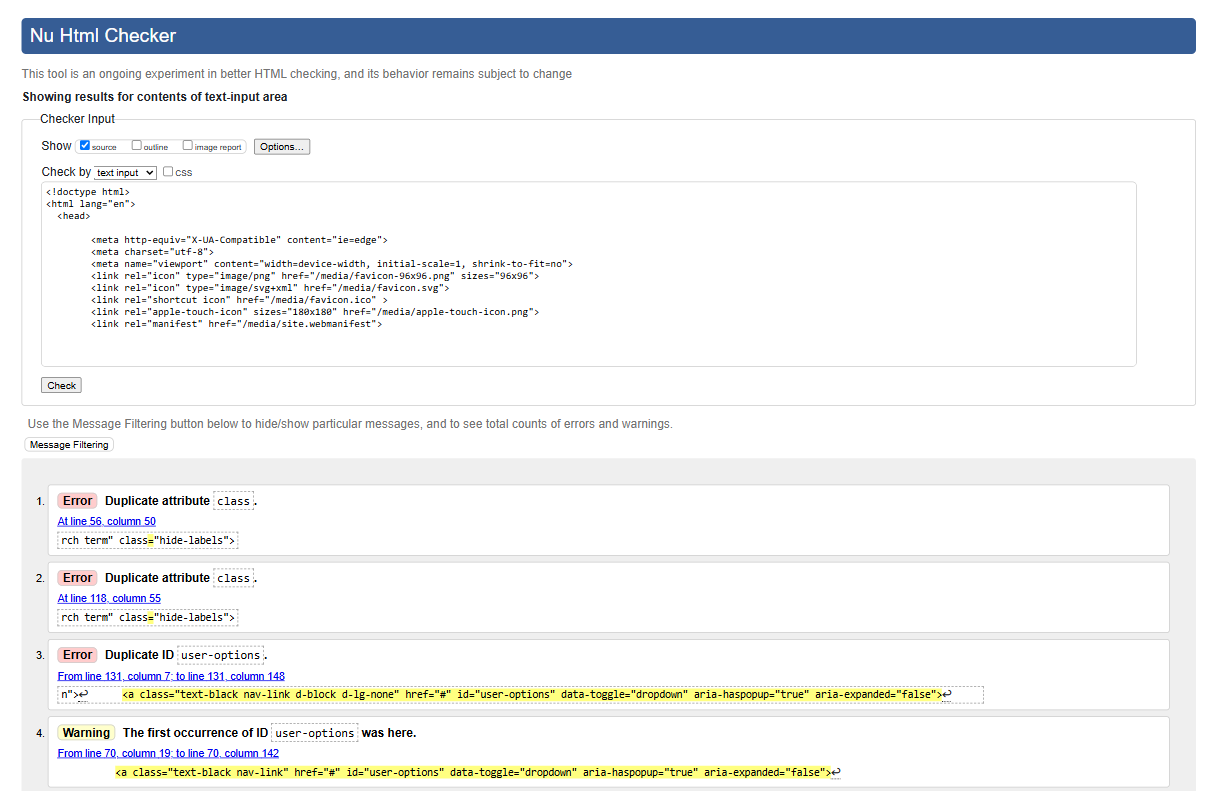 Nu Html Checker
This tool is an ongoing experiment in better HTML checking, and its behavior remains subject to change
Showing results for contents of text-input area
Checker Input
Show source outline image report Options...
Check by text input css
<!doctype html>
<html lang="en">
<head>
<meta http-equiv="X-UA-Compatible" content="ie=edge">
<meta charset="utf-8">
<meta name="viewport" content="width=device-width, initial-scale=1, shrink-to-fit=no">
<link rel="icon" type="image/png" href="/media/favicon-96x96.png" sizes="96x96">
<link rel="icon" type="image/svg+xml" href="/media/favicon.svg">
<link rel="shortcut icon" href="/media/favicon.ico" >
<link rel="apple-touch-icon" sizes="180x180" href="/media/apple-touch-icon.png">
<link rel="manifest" href="/media/site.webmanifest">
Check
Use the Message Filtering button below to hide/show particular messages, and to see total counts of errors and warnings.
Message Filtering
1. Error Duplicate attribute class.
At line 56, column 50
rch term" class="hide-labels">
2. Error Duplicate attribute class.
At line 118, column 55
rch term" class="hide-labels">
3. Error Duplicate ID user-options.
From line 131, column 7; to line 131, column 148
n">↩ <a class="text-black nav-link d-block d-lg-none" href="#" id="user-options" data-toggle="dropdown" aria-haspopup="true" aria-expanded="false">↩
4. Warning The first occurrence of ID user-options was here.
From line 70, column 19; to line 70, column 142
<a class="text-black nav-link" href="#" id="user-options" data-toggle="dropdown" aria-haspopup="true" aria-expanded="false">↩